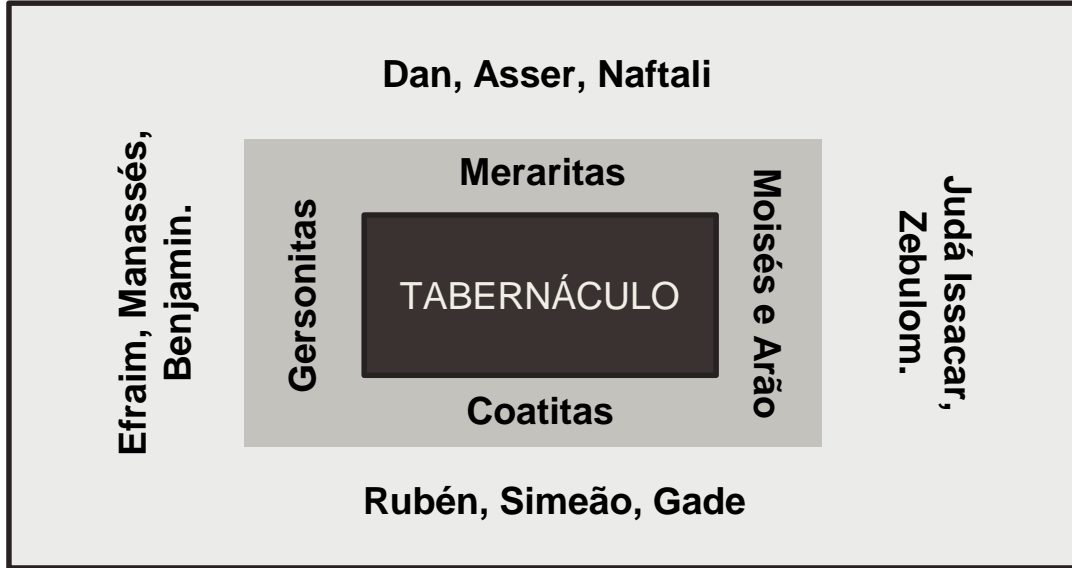 Dan, Asser, Naftali
Efraim, Manassés,
Benjamin.
Meraritas
Gersonitas
TABERNÁCULO
Moisés e Arão
Judá Issacar,
Zebulom.
Coatitas
Rubén, Simeão, Gade